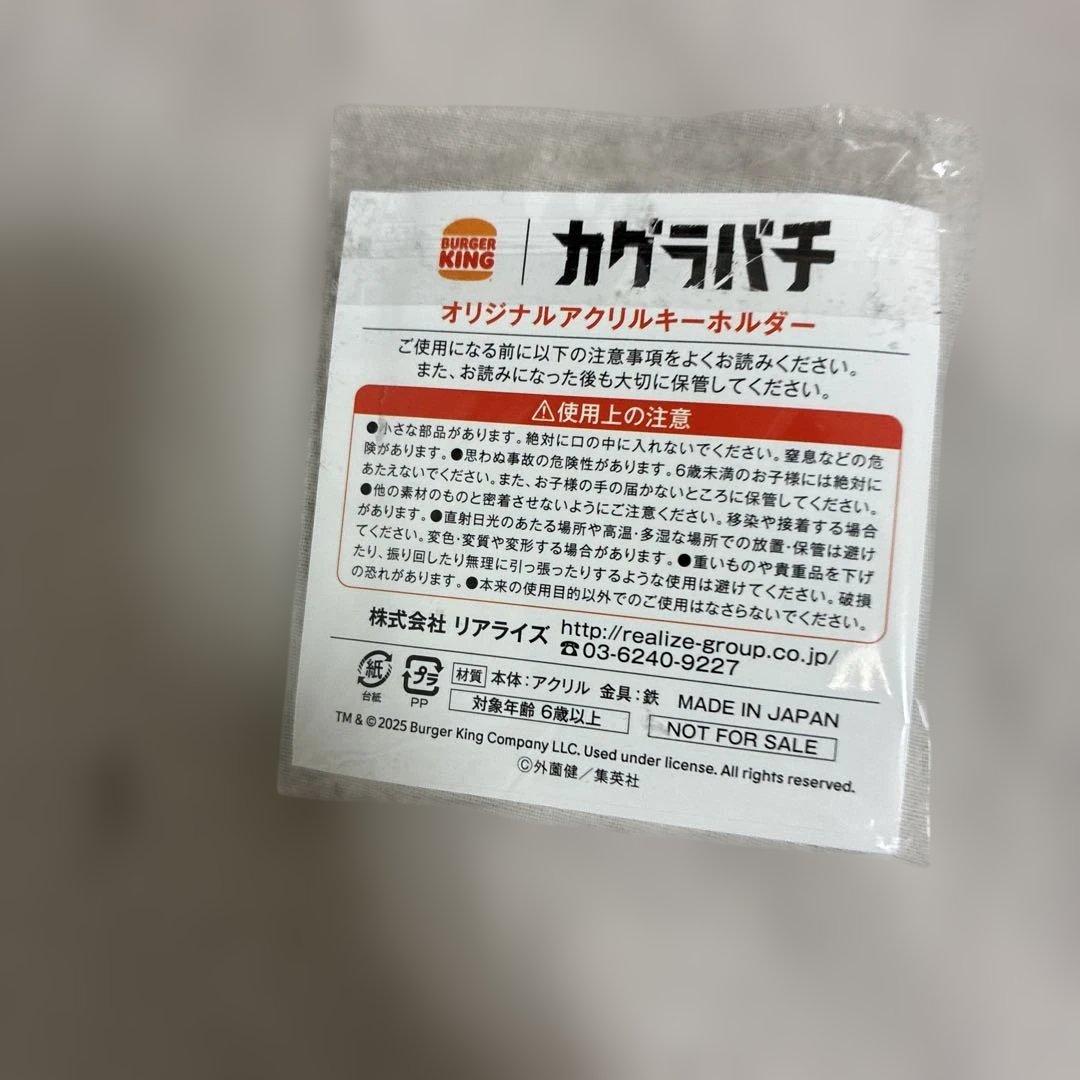 BURGER KING
カグラバチ
オリジナルアクリルキーホルダー
ご使用になる前に以下の注意事項をよくお読みください。
また、お読みになった後も大切に保管してください。
⚠使用上の注意
●小さな部品があります。絶対に口の中に入れないでください。窒息などの危
険があります。●思わぬ事故の危険性があります。6歳未満のお子様には絶対に
あたえないでください。また、お子様の手の届かないところに保管してください。
●他の素材のものと密着させないようにご注意ください。移染や接着する場合
があります。●直射日光のあたる場所や高温・多湿な場所での放置・保管は避け
てください。変色・変質や変形する場合があります。●重いものや貴重品を下げ
たり、振り回したり無理に引っ張ったりするような使用は避けてください。破損
の恐れがあります。●本来の使用目的以外でのご使用はなさらないでください。
株式会社 リアライズ http://realize-group.co.jp/
☎03-6240-9227
紙 台紙
プラ PP
材質 本体：アクリル 金具：鉄 MADE IN JAPAN
対象年齢 6歳以上 NOT FOR SALE
TM & © 2025 Burger King Company LLC. Used under license. All rights reserved.
©外薗健／集英社